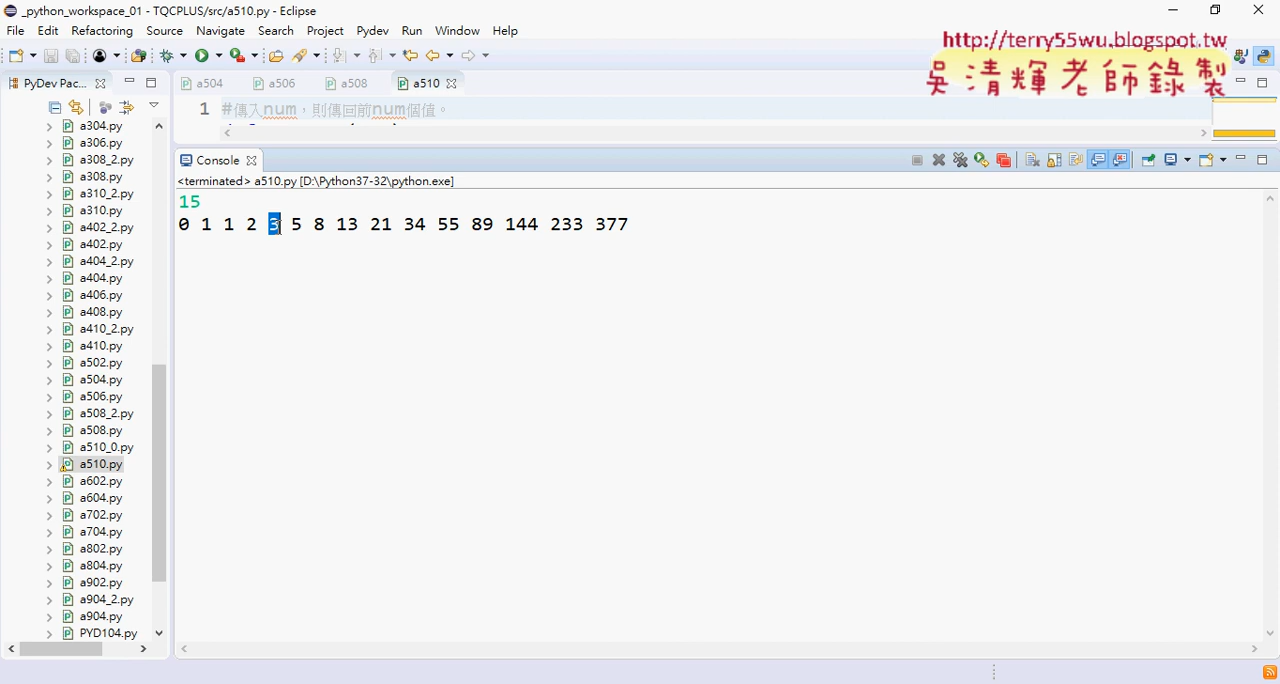 _python_workspace_01 - TQCPLUS/src/a510.py - Eclipse
File Edit Refactoring Source Navigate Search Project Pydev Run Window Help
http://terry55wu.blogspot.tw
吳清輝老師錄製
PyDev Pac...
a504 a506 a508 a510
1 #傳入num，則傳回前num個值。
Console
<terminated> a510.py [D:\Python37-32\python.exe]
15
0 1 1 2 3 5 8 13 21 34 55 89 144 233 377
a304.py
a306.py
a308_2.py
a308.py
a310_2.py
a310.py
a402_2.py
a402.py
a404_2.py
a404.py
a406.py
a408.py
a410_2.py
a410.py
a502.py
a504.py
a506.py
a508_2.py
a508.py
a510_0.py
a510.py
a602.py
a604.py
a702.py
a704.py
a802.py
a804.py
a902.py
a904_2.py
a904.py
PYD104.py